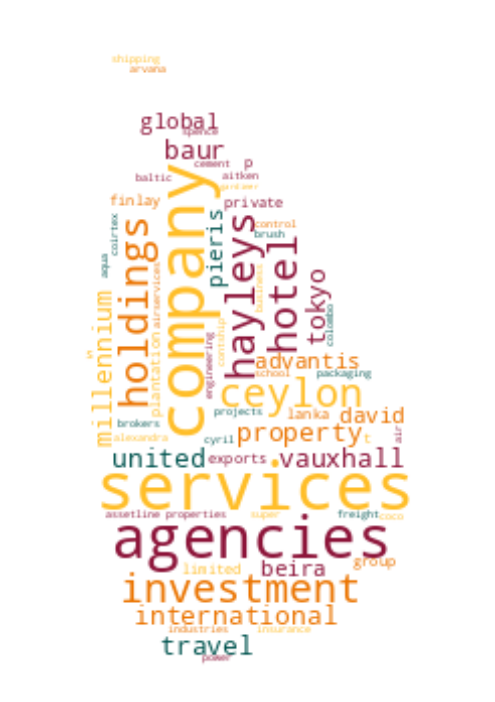 shipping
arvana
global
spence
baur
cement
p
baltic
aitken
gardiner
finlay
private
coirtex
holdings
company
pieris
hayleys
control
brush
hotel
aqua
airservices
business
tokyo
colombo
millennium
plantation
contship
engineering
s
advantis
school
packaging
ceylon
projects
lanka
david
brokers
property
t
air
alexandra
cyril
united
exports
vauxhall
services
assetline
properties
super
freight
coco
agencies
limited
beira
group
investment
international
industries
insurance
travel
power